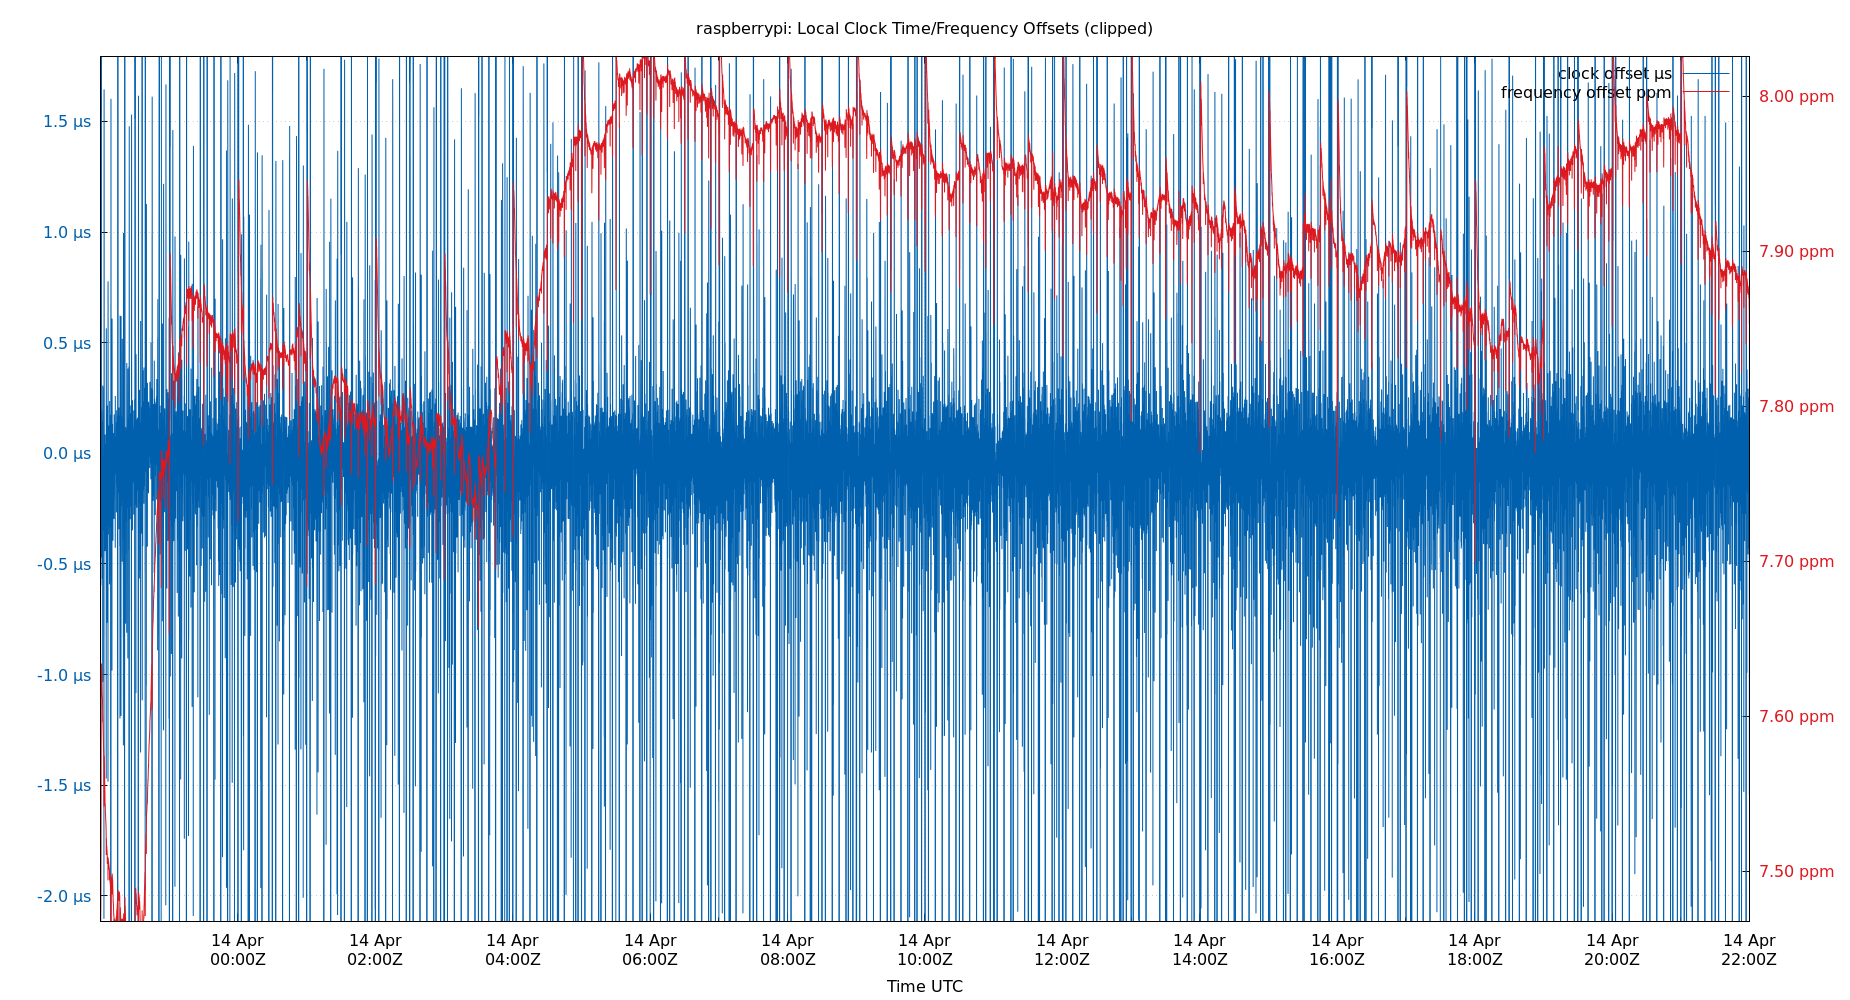 raspberrypi: Local Clock Time/Frequency Offsets (clipped)
clock offset µs
frequency offset ppm
1.5 µs
1.0 µs
0.5 µs
0.0 µs
-0.5 µs
-1.0 µs
-1.5 µs
-2.0 µs
8.00 ppm
7.90 ppm
7.80 ppm
7.70 ppm
7.60 ppm
7.50 ppm
14 Apr
00:00Z
14 Apr
02:00Z
14 Apr
04:00Z
14 Apr
06:00Z
14 Apr
08:00Z
14 Apr
10:00Z
14 Apr
12:00Z
14 Apr
14:00Z
14 Apr
16:00Z
14 Apr
18:00Z
14 Apr
20:00Z
14 Apr
22:00Z
Time UTC